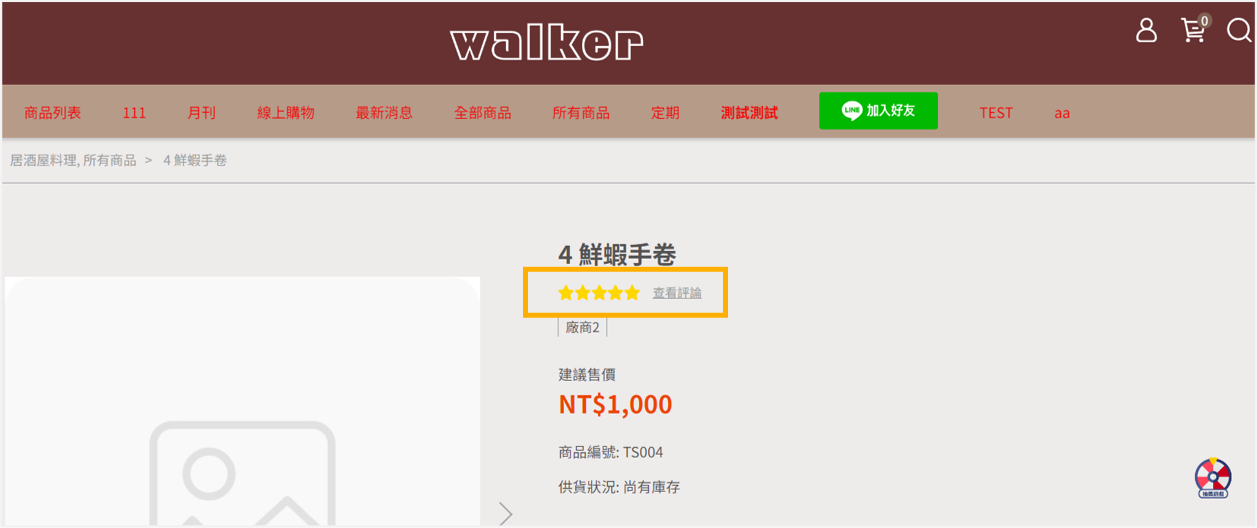 walker
0
商品列表 111 月刊 線上購物 最新消息 全部商品 所有商品 定期 測試測試 LINE 加入好友 TEST aa
居酒屋料理, 所有商品 > 4 鮮蝦手卷
4 鮮蝦手卷
查看評論
廠商2
建議售價
NT$1,000
商品編號: TS004
供貨狀況: 尚有庫存